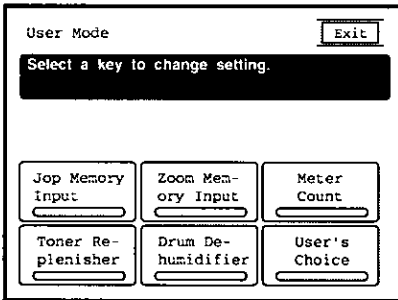 User Mode
Exit
Select a key to change setting.
Jop Memory
Input
Zoom Mem-
ory Input
Meter
Count
Toner Re-
plenisher
Drum De-
humidifier
User's
Choice